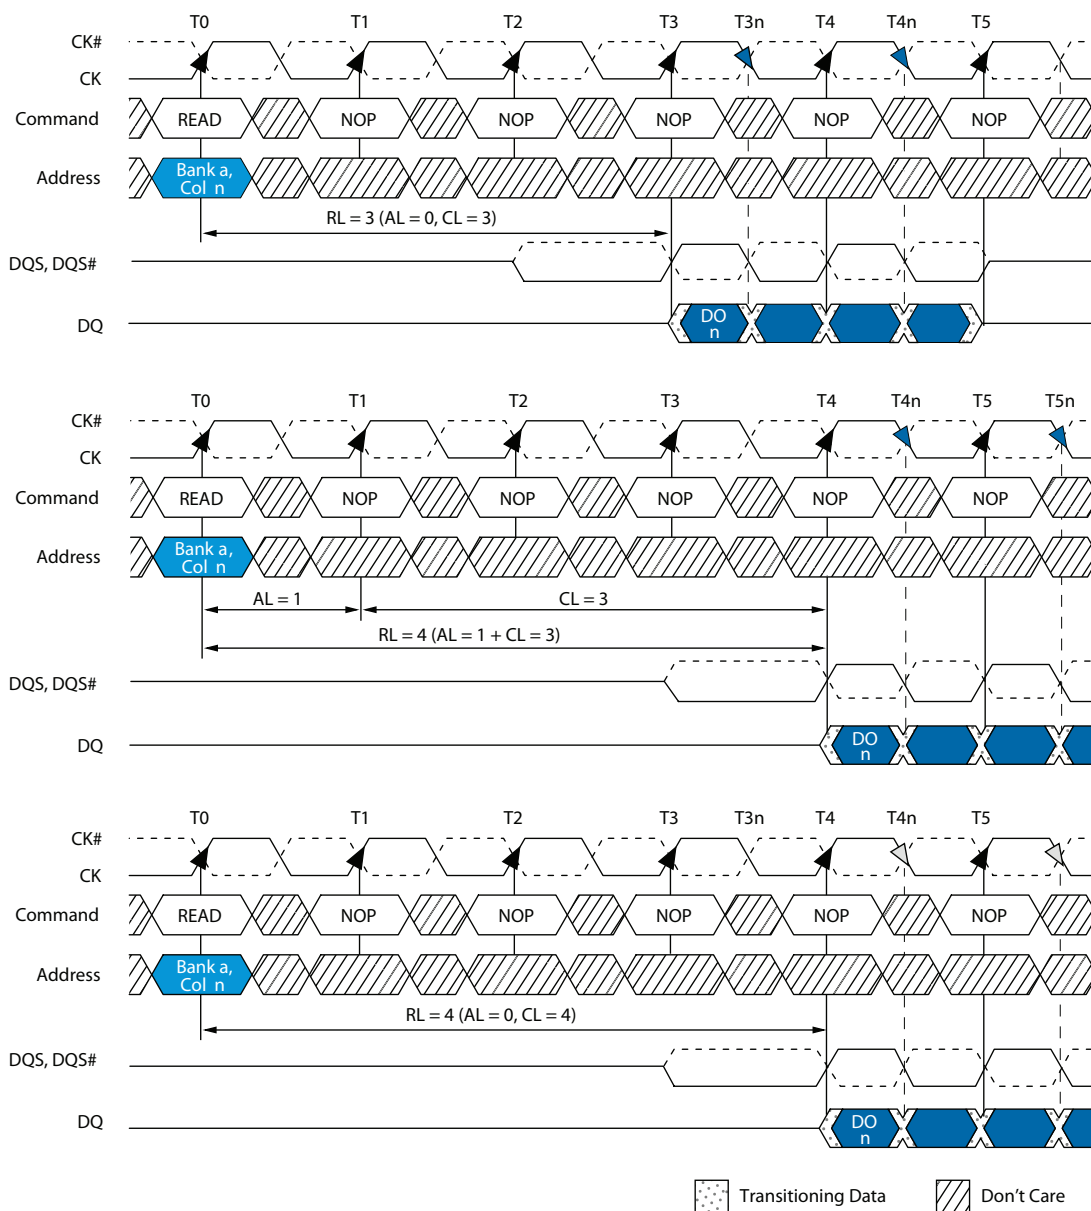 T0 T1 T2 T3 T3n T4 T4n T5
CK#
CK
Command READ NOP NOP NOP NOP NOP
Address Bank a,
Col n
RL = 3 (AL = 0, CL = 3)
DQS, DQS#
DQ DO
n
T0 T1 T2 T3 T4 T4n T5 T5n
CK#
CK
Command READ NOP NOP NOP NOP NOP
Address Bank a,
Col n
AL = 1 CL = 3
RL = 4 (AL = 1 + CL = 3)
DQS, DQS#
DQ DO
n
T0 T1 T2 T3 T3n T4 T4n T5
CK#
CK
Command READ NOP NOP NOP NOP NOP
Address Bank a,
Col n
RL = 4 (AL = 0, CL = 4)
DQS, DQS#
DQ DO
n
Transitioning Data Don't Care